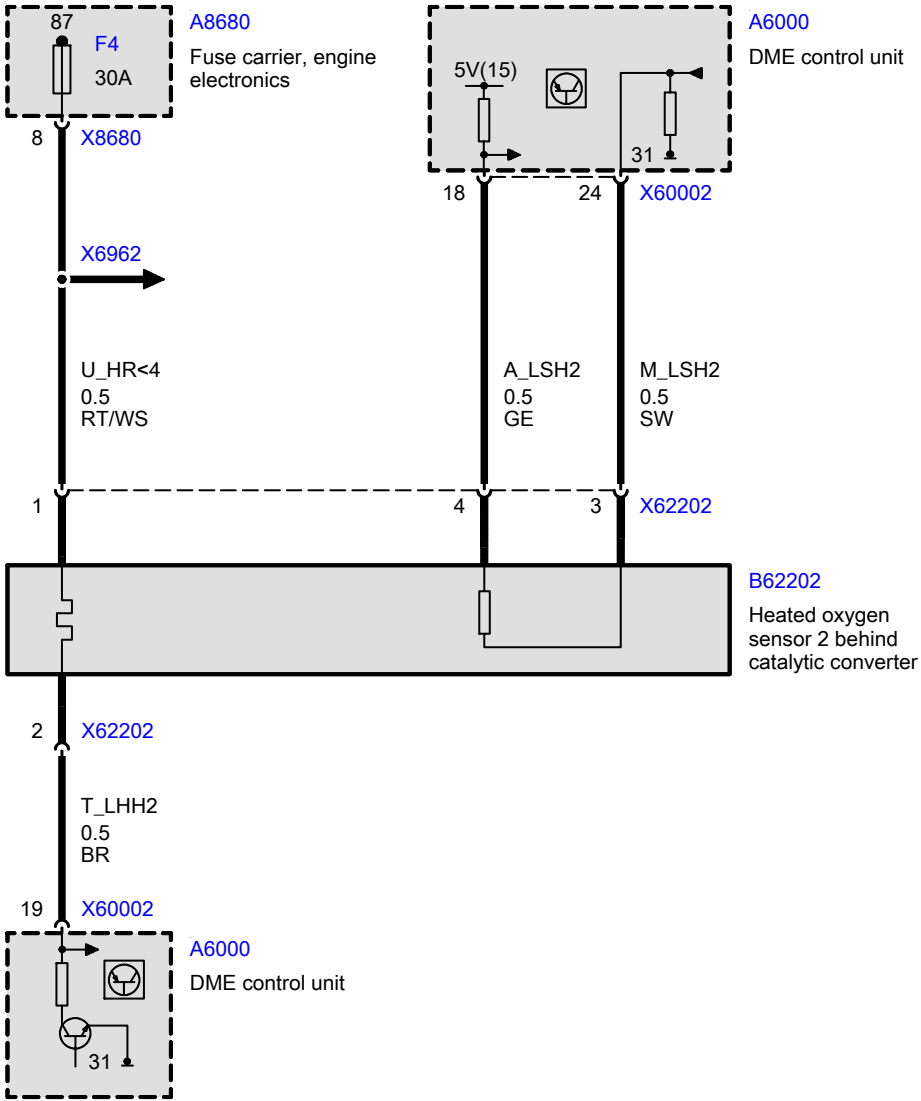 87
F4
30A
A8680
Fuse carrier, engine
electronics
8
X8680
A6000
DME control unit
5V(15)
31
18
24
X60002
X6962
U_HR<4
0.5
RT/WS
A_LSH2
0.5
GE
M_LSH2
0.5
SW
1
4
3
X62202
B62202
Heated oxygen
sensor 2 behind
catalytic converter
2
X62202
T_LHH2
0.5
BR
19
X60002
A6000
DME control unit
31